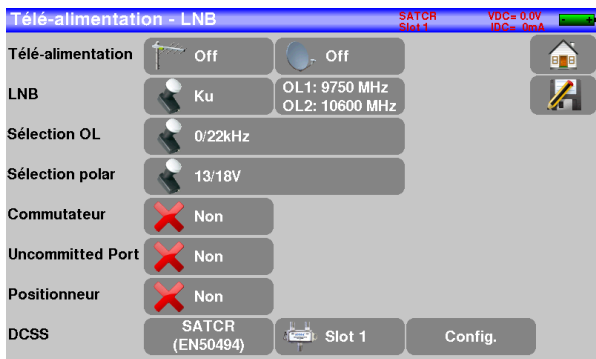 Télé-alimentation - LNB
SATCR
Slot 1
VDC= 0.0V
IDC= 0mA
Télé-alimentation
Off
Off
LNB
Ku
OL1: 9750 MHz
OL2: 10600 MHz
Sélection OL
0/22kHz
Sélection polar
13/18V
Commutateur
Non
Uncommitted Port
Non
Positionneur
Non
DCSS
SATCR
(EN50494)
Slot 1
Config.